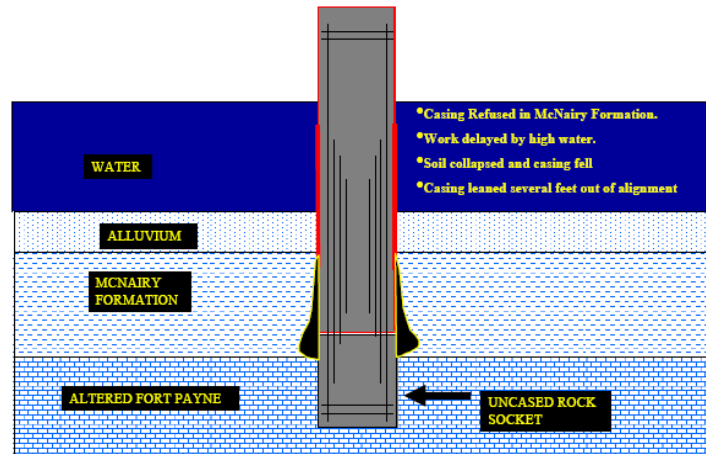 •Casing Refused in McNairy Formation.
•Work delayed by high water.
•Soil collapsed and casing fell
•Casing leaned several feet out of alignment
WATER
ALLUVIUM
MCNAIRY
FORMATION
ALTERED FORT PAYNE
UNCASED ROCK
SOCKET